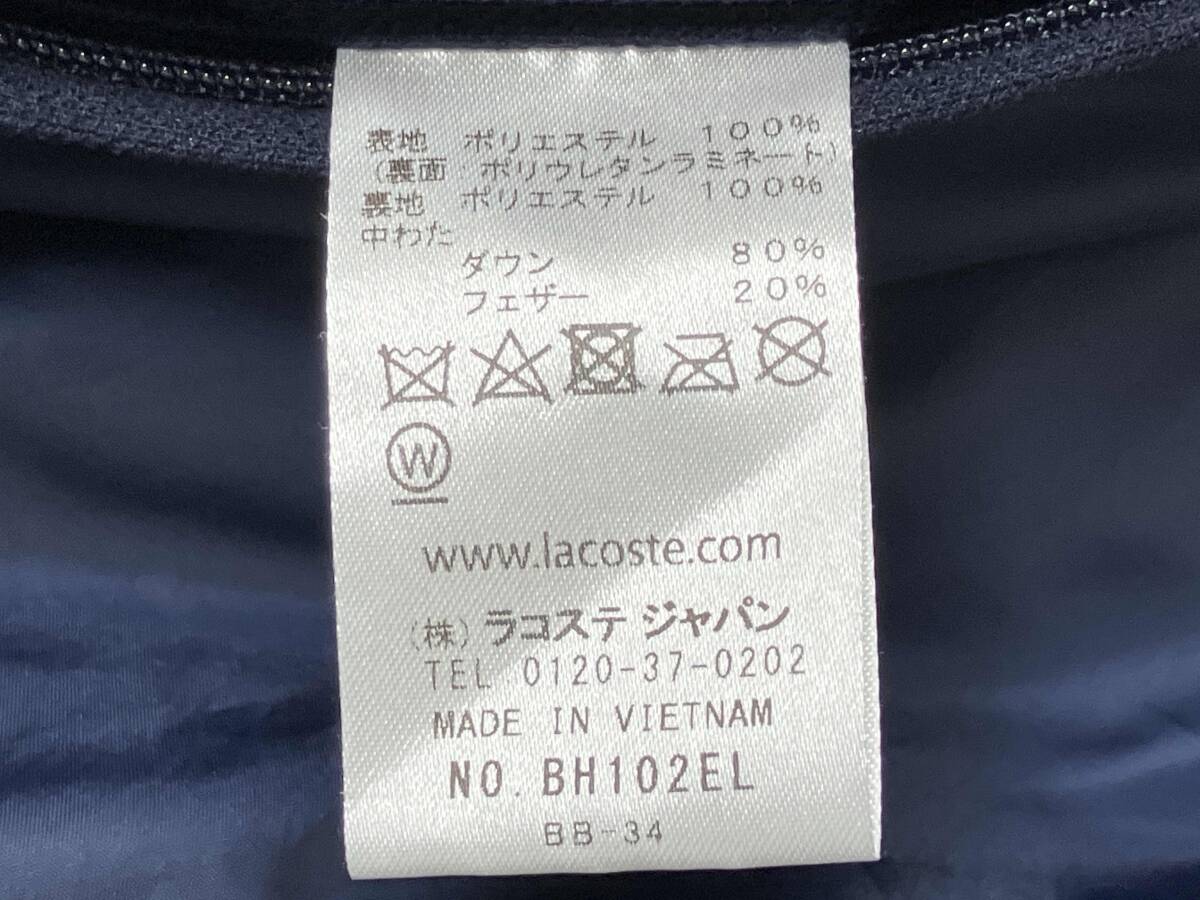 表地 ポリエステル 100%
(裏面 ポリウレタンラミネート)
裏地 ポリエステル 100%
中わた
ダウン 80%
フェザー 20%
W
www.lacoste.com
(株) ラコステ ジャパン
TEL 0120-37-0202
MADE IN VIETNAM
NO. BH102EL
BB-34